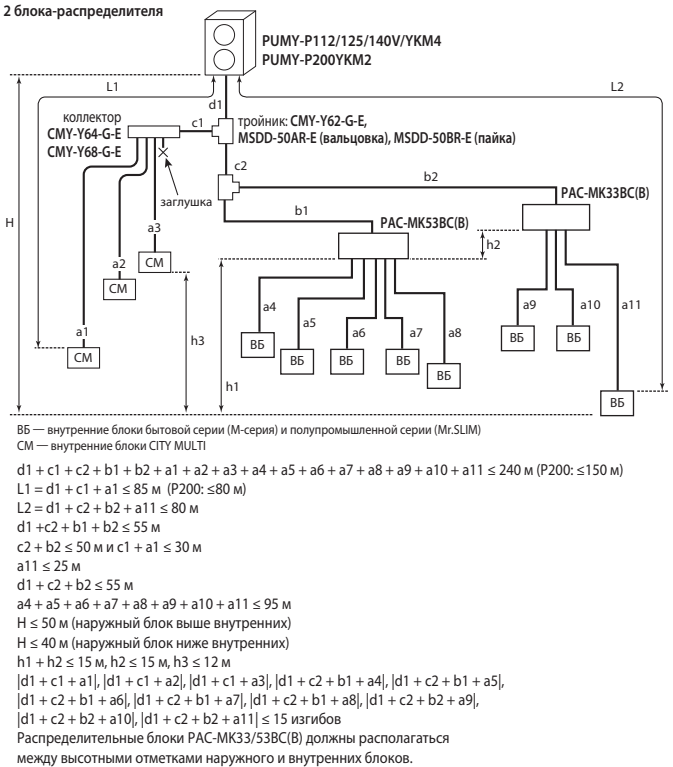 2 блока-распределителя
PUMY-P112/125/140V/YKM4
PUMY-P200YKM2
L1
L2
d1
коллектор
CMY-Y64-G-E
CMY-Y68-G-E
c1
тройник: CMY-Y62-G-E,
MSDD-50AR-E (вальцовка), MSDD-50BR-E (пайка)
c2
b2
заглушка
PAC-MK33BC(B)
b1
PAC-MK53BC(B)
H
a3
h2
a2
СМ
СМ
a1
СМ
h3
h1
a4
a5
a6
a7
a8
a9
a10
a11
ВБ
ВБ
ВБ
ВБ
ВБ
ВБ
ВБ
ВБ
ВБ — внутренние блоки бытовой серии (М-серия) и полупромышленной серии (Mr.SLIM)
СМ — внутренние блоки CITY MULTI
d1 + c1 + c2 + b1 + b2 + a1 + a2 + a3 + a4 + a5 + a6 + a7 + a8 + a9 + a10 + a11 ≤ 240 м (P200: ≤150 м)
L1 = d1 + c1 + a1 ≤ 85 м (P200: ≤80 м)
L2 = d1 + c2 + b2 + a11 ≤ 80 м
d1 +c2 + b1 + b2 ≤ 55 м
c2 + b2 ≤ 50 м и c1 + a1 ≤ 30 м
a11 ≤ 25 м
d1 + c2 + b2 ≤ 55 м
a4 + a5 + a6 + a7 + a8 + a9 + a10 + a11 ≤ 95 м
H ≤ 50 м (наружный блок выше внутренних)
H ≤ 40 м (наружный блок ниже внутренних)
h1 + h2 ≤ 15 м, h2 ≤ 15 м, h3 ≤ 12 м
|d1 + c1 + a1|, |d1 + c1 + a2|, |d1 + c1 + a3|, |d1 + c2 + b1 + a4|, |d1 + c2 + b1 + a5|,
|d1 + c2 + b1 + a6|, |d1 + c2 + b1 + a7|, |d1 + c2 + b1 + a8|, |d1 + c2 + b2 + a9|,
|d1 + c2 + b2 + a10|, |d1 + c2 + b2 + a11| ≤ 15 изгибов
Распределительные блоки PAC-MK33/53BC(B) должны располагаться
между высотными отметками наружного и внутренних блоков.